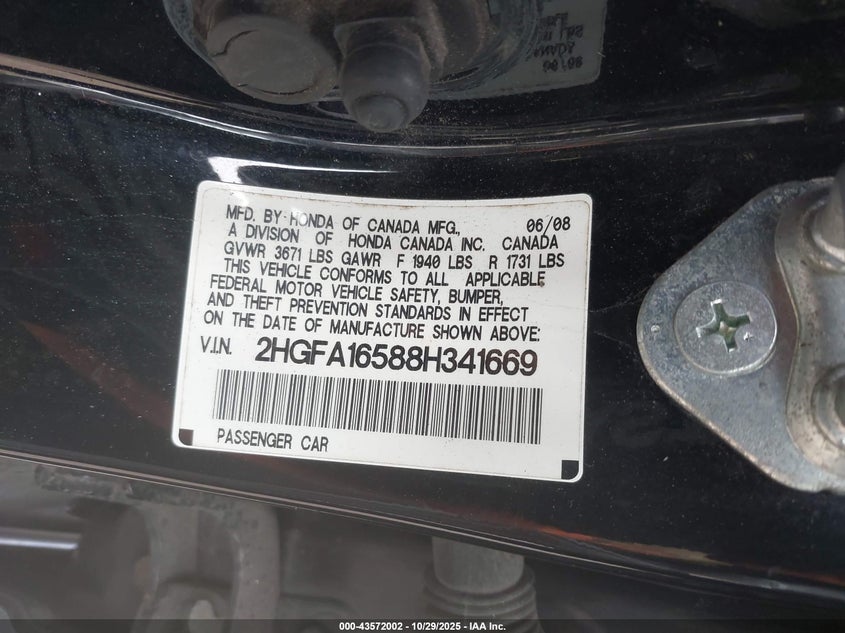 MFD. BY HONDA OF CANADA MFG., 06/08
A DIVISION OF HONDA CANADA INC. CANADA
GVWR 3671 LBS GAWR F 1940 LBS R 1731 LBS
THIS VEHICLE CONFORMS TO ALL APPLICABLE
FEDERAL MOTOR VEHICLE SAFETY, BUMPER,
AND THEFT PREVENTION STANDARDS IN EFFECT
ON THE DATE OF MANUFACTURE SHOWN ABOVE:
V.I.N. 2HGFA16588H341669
PASSENGER CAR
000-43572002 - 10/29/2025 - IAA Inc.